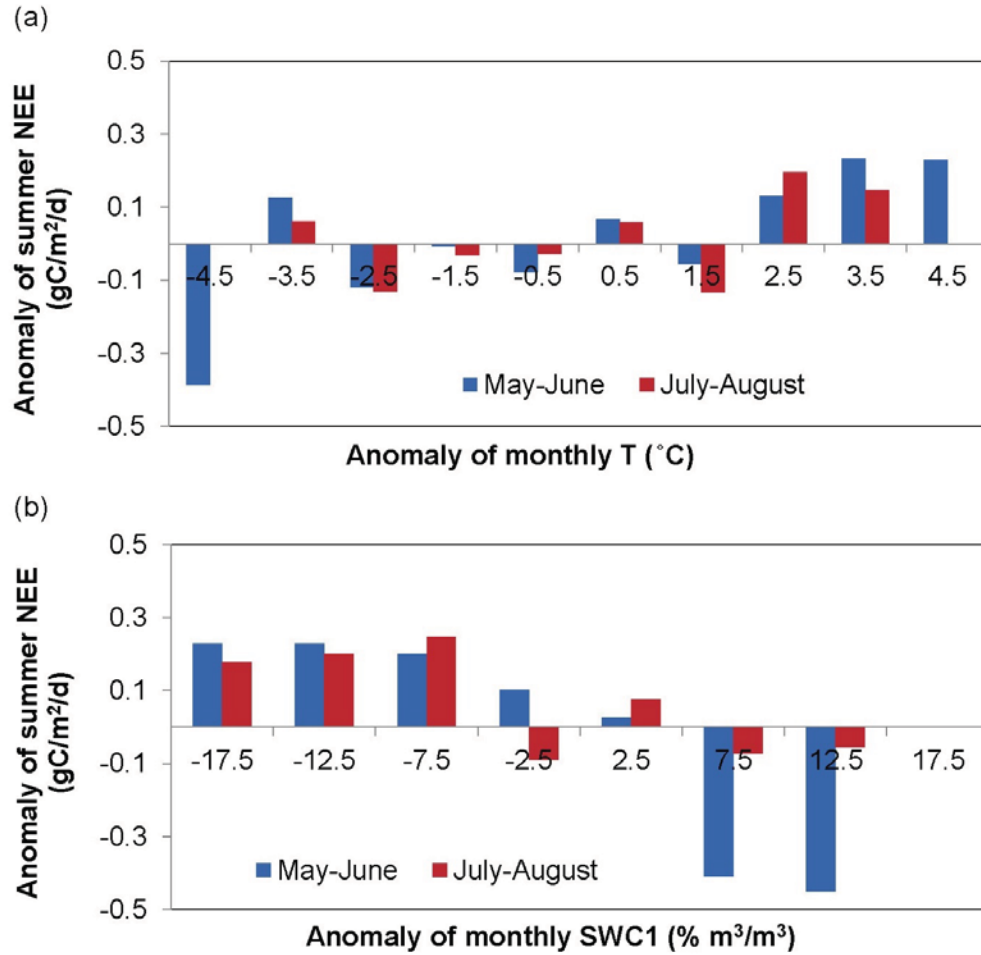 (a)
Anomaly of summer NEE
(gC/m²/d)
0.5
0.3
0.1
-0.1
-0.3
-0.5
-4.5 -3.5 -2.5 -1.5 -0.5 0.5 1.5 2.5 3.5 4.5
May-June July-August
Anomaly of monthly T (˚C)
(b)
Anomaly of summer NEE
(gC/m²/d)
0.5
0.3
0.1
-0.1
-0.3
-0.5
-17.5 -12.5 -7.5 -2.5 2.5 7.5 12.5 17.5
May-June July-August
Anomaly of monthly SWC1 (% m³/m³)